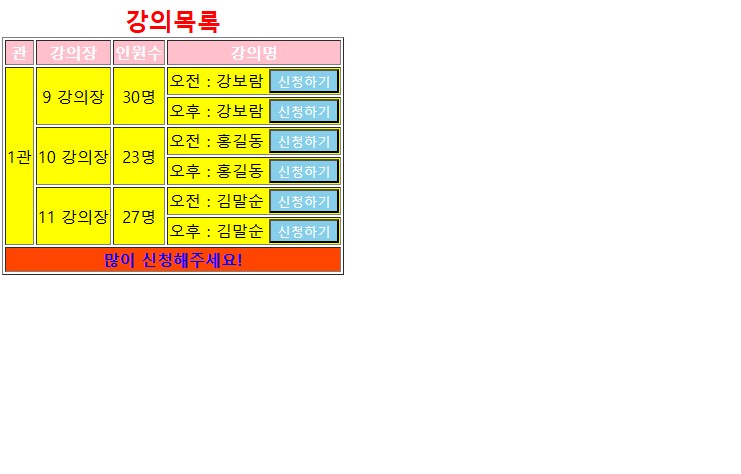 강의목록
관 강의장 인원수 강의명
1관 9 강의장 30명 오전 : 강보람 신청하기
오후 : 강보람 신청하기
10 강의장 23명 오전 : 홍길동 신청하기
오후 : 홍길동 신청하기
11 강의장 27명 오전 : 김말순 신청하기
오후 : 김말순 신청하기
많이 신청해주세요!